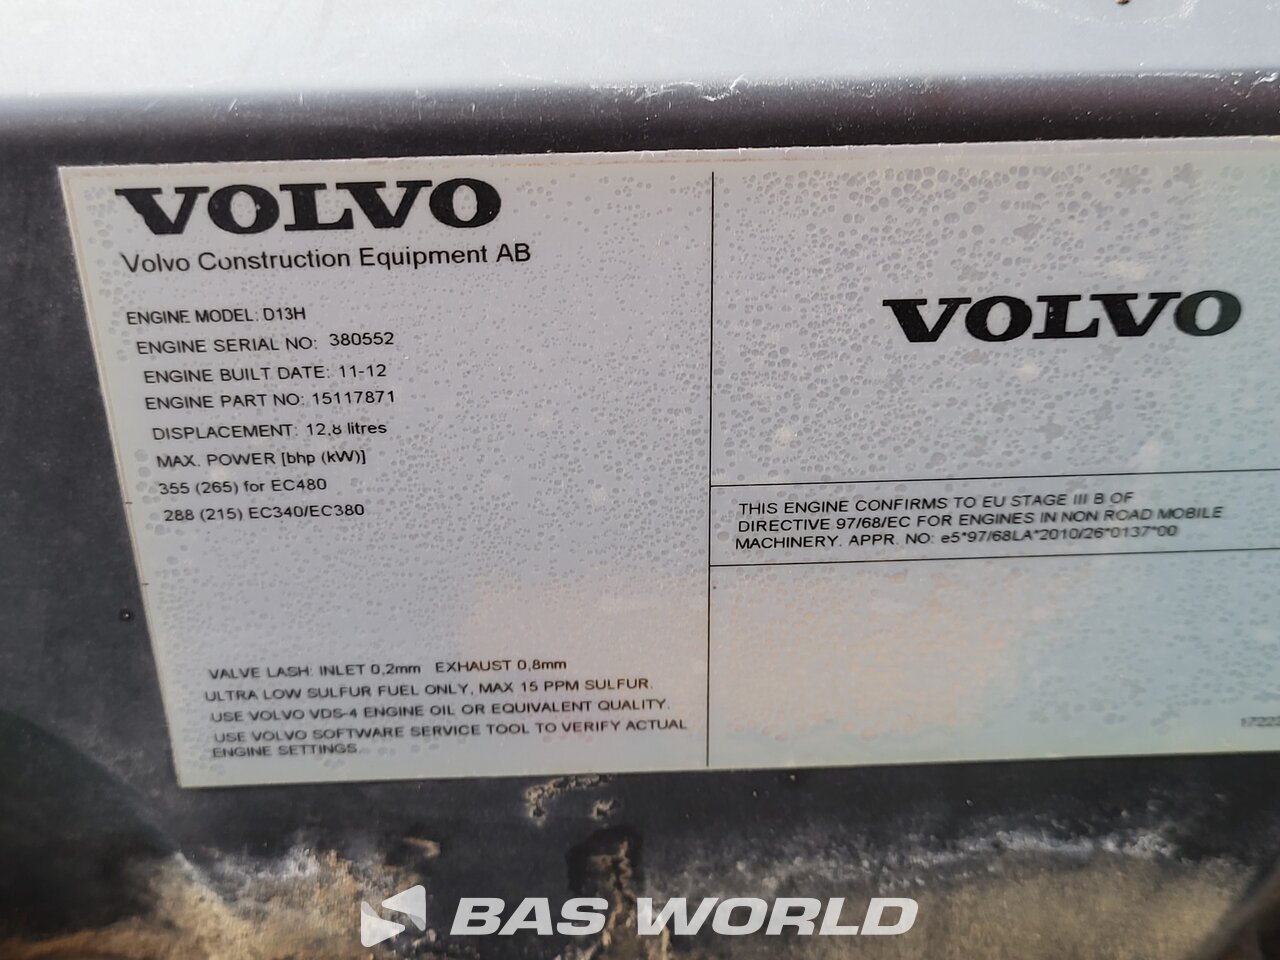 VOLVO
Volvo Construction Equipment AB
ENGINE MODEL: D13H
ENGINE SERIAL NO: 380552
ENGINE BUILT DATE: 11-12
ENGINE PART NO: 15117871
DISPLACEMENT: 12,8 litres
MAX. POWER [bhp (kW)]
355 (265) for EC480
288 (215) EC340/EC380
VALVE LASH: INLET 0,2mm EXHAUST 0,8mm
ULTRA LOW SULFUR FUEL ONLY, MAX 15 PPM SULFUR.
USE VOLVO VDS-4 ENGINE OIL OR EQUIVALENT QUALITY.
USE VOLVO SOFTWARE SERVICE TOOL TO VERIFY ACTUAL
ENGINE SETTINGS.
VOLVO
THIS ENGINE CONFIRMS TO EU STAGE III B OF
DIRECTIVE 97/68/EC FOR ENGINES IN NON ROAD MOBILE
MACHINERY. APPR. NO: e5*97/68LA*2010/26*0137*00
BAS WORLD